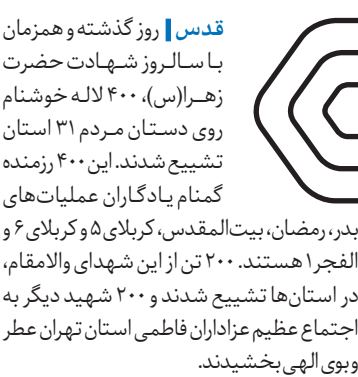 قدس | روز گذشته و همزمان
با سالروز شهادت حضرت
زهرا(س)، ۴۰۰ لاله خوشنام
روی دستان مردم ۳۱ استان
تشییع شدند. این ۴۰۰ رزمنده
گمنام یادگاران عملیات‌های
بدر، رمضان، بیت‌المقدس، کربلای ۵ و کربلای ۶ و
الفجر ۱ هستند. ۲۰۰ تن از این شهدای والامقام،
در استان‌ها تشییع شدند و ۲۰۰ شهید دیگر به
اجتماع عظیم عزاداران فاطمی استان تهران عطر
و بوی الهی بخشیدند.